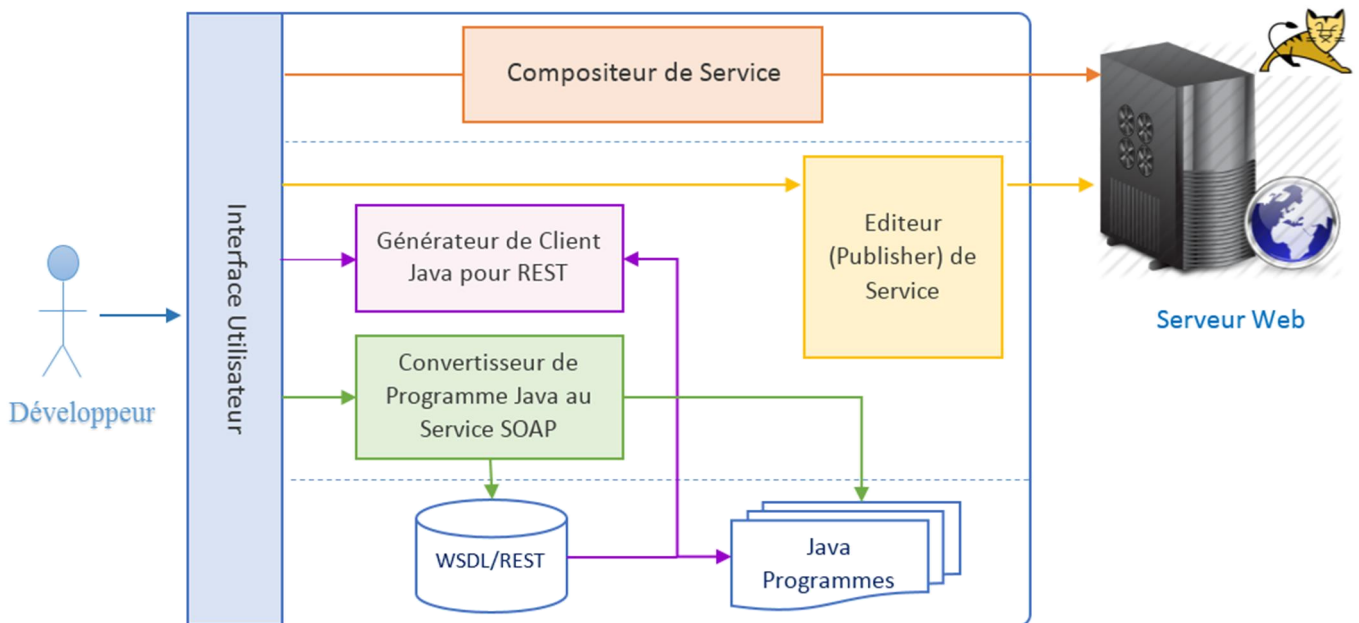 Compositeur de Service
Interface Utilisateur
Editeur
(Publisher) de
Service
Générateur de Client
Java pour REST
Serveur Web
Convertisseur de
Programme Java au
Service SOAP
Développeur
WSDL/REST
Java
Programmes